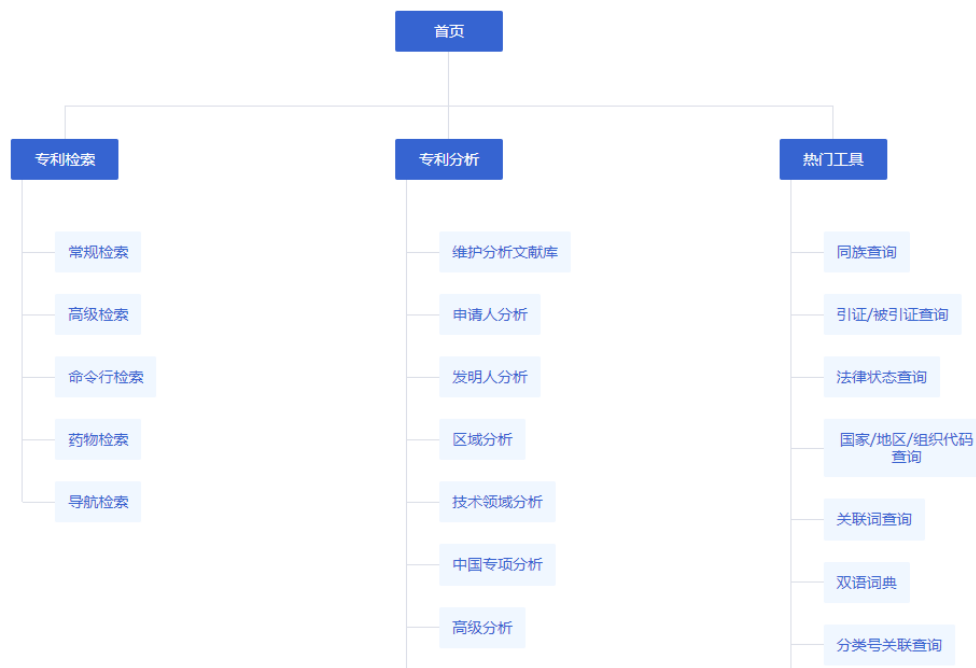 首页
专利检索
常规检索
高级检索
命令行检索
药物检索
导航检索
专利分析
维护分析文献库
申请人分析
发明人分析
区域分析
技术领域分析
中国专项分析
高级分析
热门工具
同族查询
引证/被引证查询
法律状态查询
国家/地区/组织代码
查询
关联词查询
双语词典
分类号关联查询